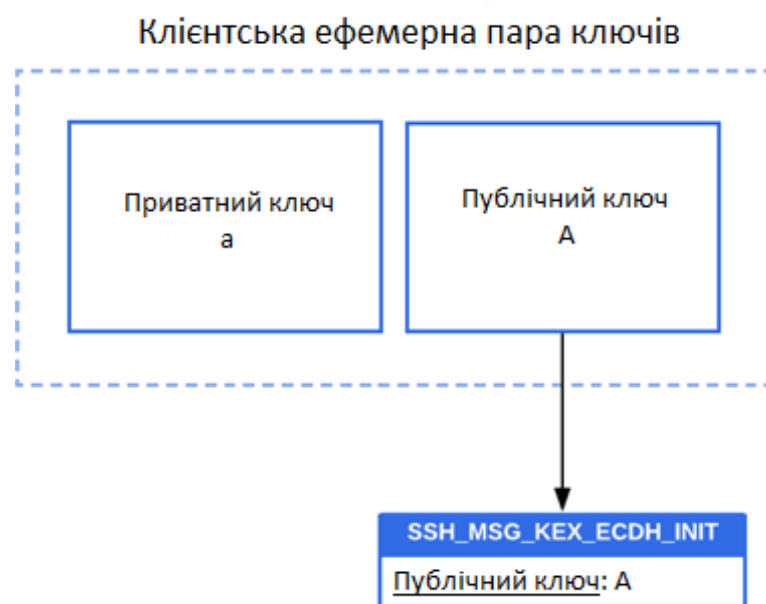 Клієнтська ефемерна пара ключів
Приватний ключ
а
Публічний ключ
А
SSH_MSG_KEX_ECDH_INIT
Публічний ключ: А